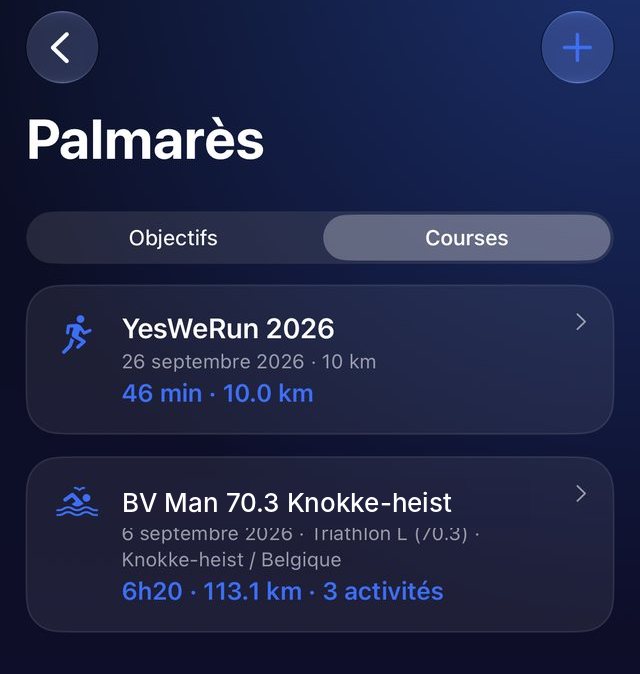 Palmarès
Objectifs
Courses
YesWeRun 2026
26 septembre 2026 · 10 km
46 min · 10.0 km
BV Man 70.3 Knokke-heist
6 septembre 2026 · Triathlon L (70.3) ·
Knokke-heist / Belgique
6h20 · 113.1 km · 3 activités